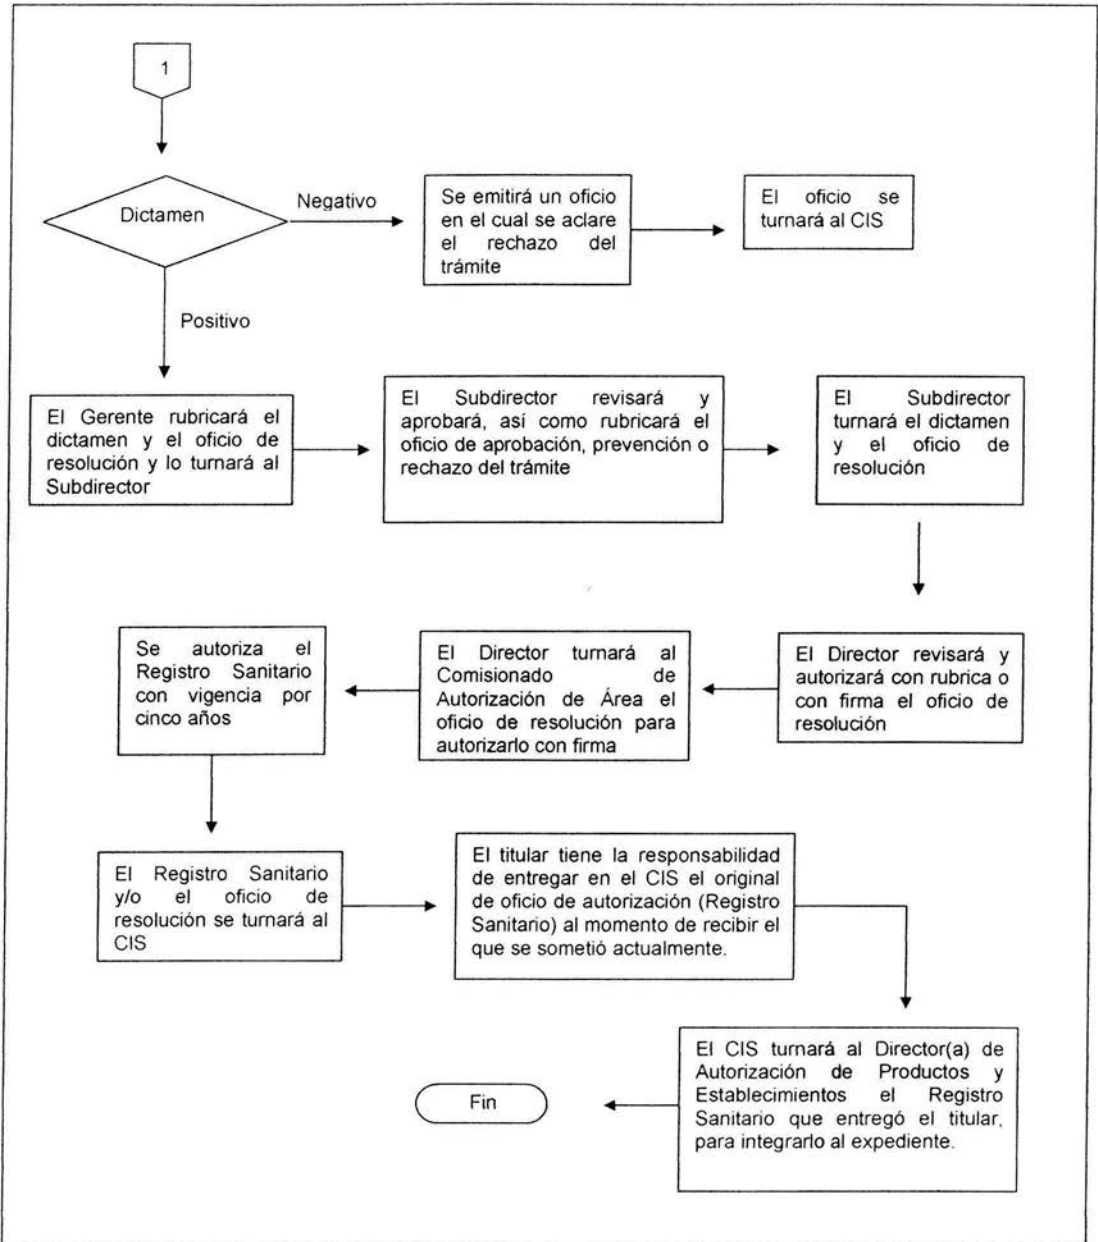 1
Dictamen
Negativo
Se emitirá un oficio
en el cual se aclare
el rechazo del
trámite
El oficio se
turnará al CIS
Positivo
El Gerente rubricará el
dictamen y el oficio de
resolución y lo turnará al
Subdirector
El Subdirector revisará y
aprobará, así como rubricará el
oficio de aprobación, prevención o
rechazo del trámite
El Subdirector
turnará el dictamen
y el oficio de
resolución
El Director revisará y
autorizará con rubrica o
con firma el oficio de
resolución
El Director turnará al
Comisionado de
Autorización de Área el
oficio de resolución para
autorizarlo con firma
Se autoriza el
Registro Sanitario
con vigencia por
cinco años
El Registro Sanitario
y/o el oficio de
resolución se turnará al
CIS
El titular tiene la responsabilidad
de entregar en el CIS el original
de oficio de autorización (Registro
Sanitario) al momento de recibir el
que se sometió actualmente.
El CIS turnará al Director(a) de
Autorización de Productos y
Establecimientos el Registro
Sanitario que entregó el titular,
para integrarlo al expediente.
Fin